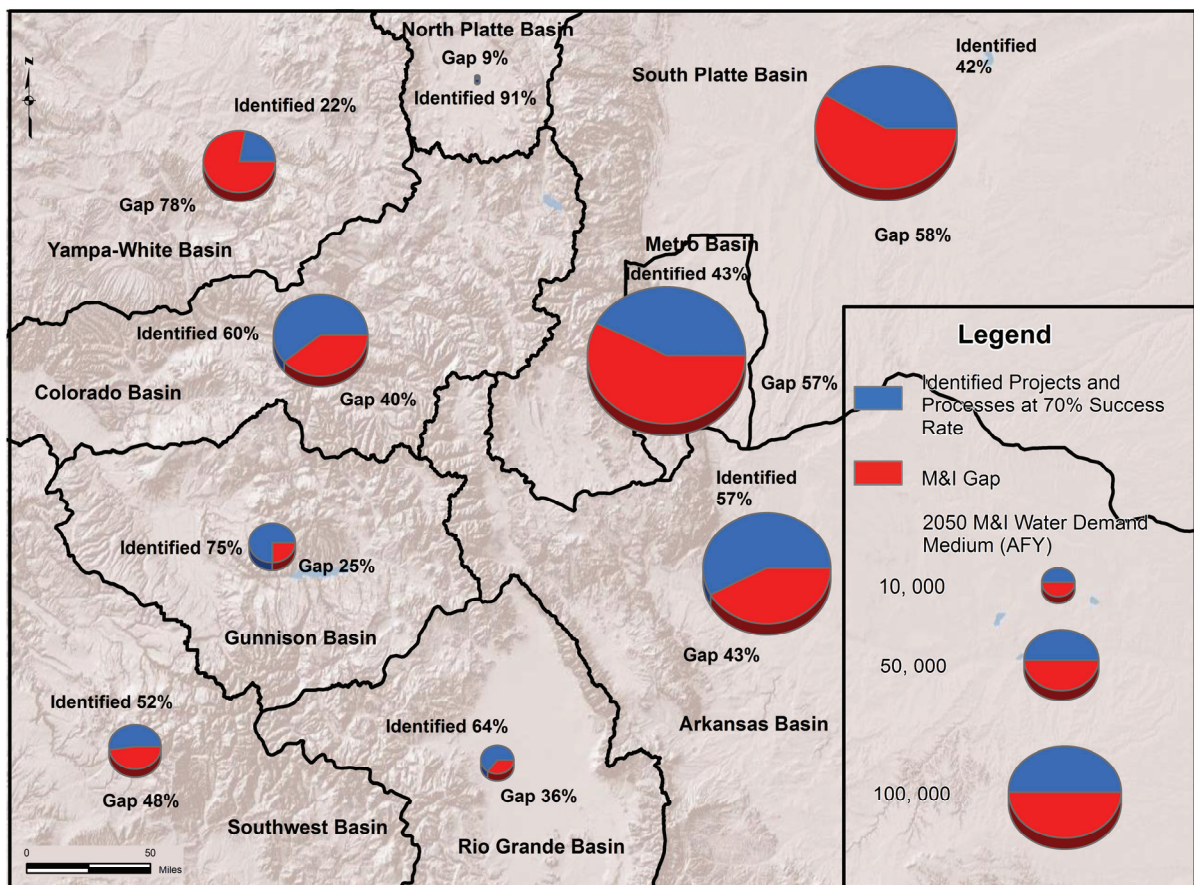 North Platte Basin
Gap 9%
Identified 91%
Identified
42%
South Platte Basin
Gap 58%
N
Identified 22%
Gap 78%
Yampa-White Basin
Metro Basin
Identified 43%
Gap 57%
Identified 60%
Colorado Basin
Gap 40%
Identified
57%
Gap 43%
Arkansas Basin
Identified 75%
Gap 25%
Gunnison Basin
Identified 52%
Gap 48%
Southwest Basin
Identified 64%
Gap 36%
Rio Grande Basin
0 50
Miles
Legend
Identified Projects and
Processes at 70% Success
Rate
M&I Gap
2050 M&I Water Demand
Medium (AFY)
10, 000
50, 000
100, 000